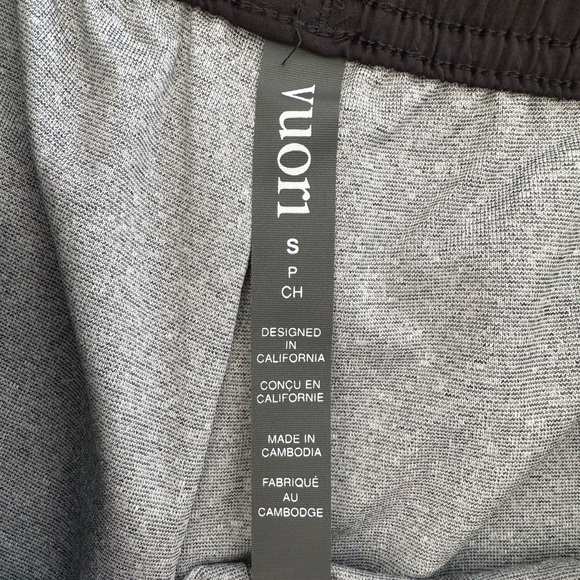 vuori
S
P
CH
DESIGNED
IN
CALIFORNIA
CONÇU EN
CALIFORNIE
MADE IN
CAMBODIA
FABRIQUÉ
AU
CAMBODGE